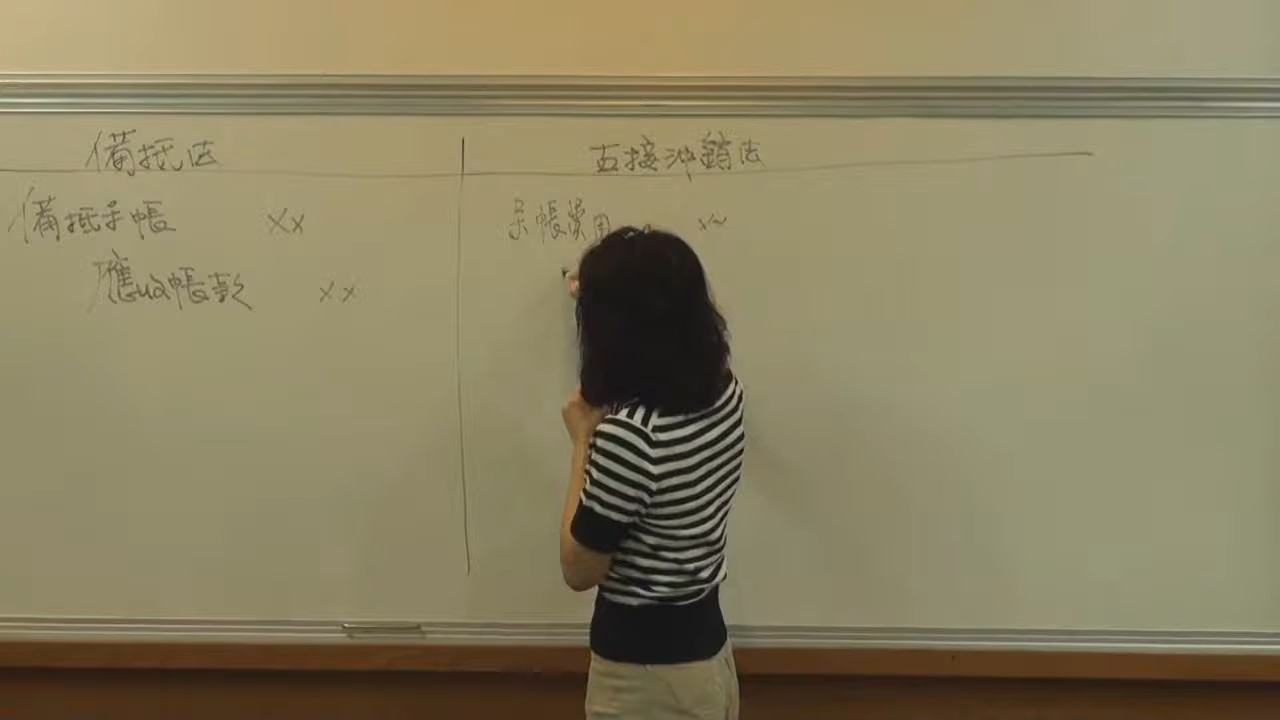 備抵法
直接沖銷法
備抵呆帳 xx
應收帳款 xx
呆帳費用 xx